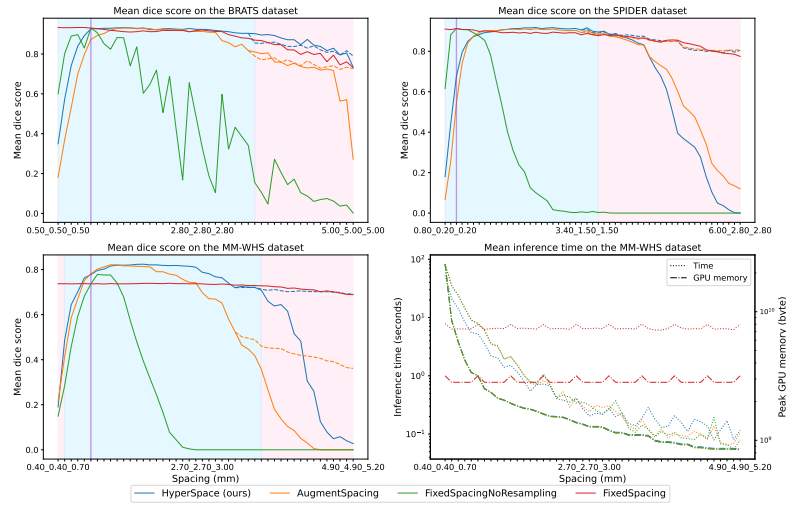 Mean dice score on the BRATS dataset
Mean dice score
0.8
0.6
0.4
0.2
0.0
0.50_0.50_0.50
2.80_2.80_2.80
5.00_5.00_5.00
Mean dice score on the SPIDER dataset
Mean dice score
0.8
0.6
0.4
0.2
0.0
0.80_0.20_0.20
3.40_1.50_1.50
6.00_2.80_2.80
Mean dice score on the MM-WHS dataset
Mean dice score
0.8
0.6
0.4
0.2
0.0
0.40_0.40_0.70
2.70_2.70_3.00
4.90_4.90_5.20
Spacing (mm)
Mean inference time on the MM-WHS dataset
Inference time (seconds)
10²
10¹
10⁰
10⁻¹
Time
GPU memory
Peak GPU memory (byte)
10¹⁰
10⁹
0.40_0.40_0.70
2.70_2.70_3.00
4.90_4.90_5.20
Spacing (mm)
HyperSpace (ours)
AugmentSpacing
FixedSpacingNoResampling
FixedSpacing